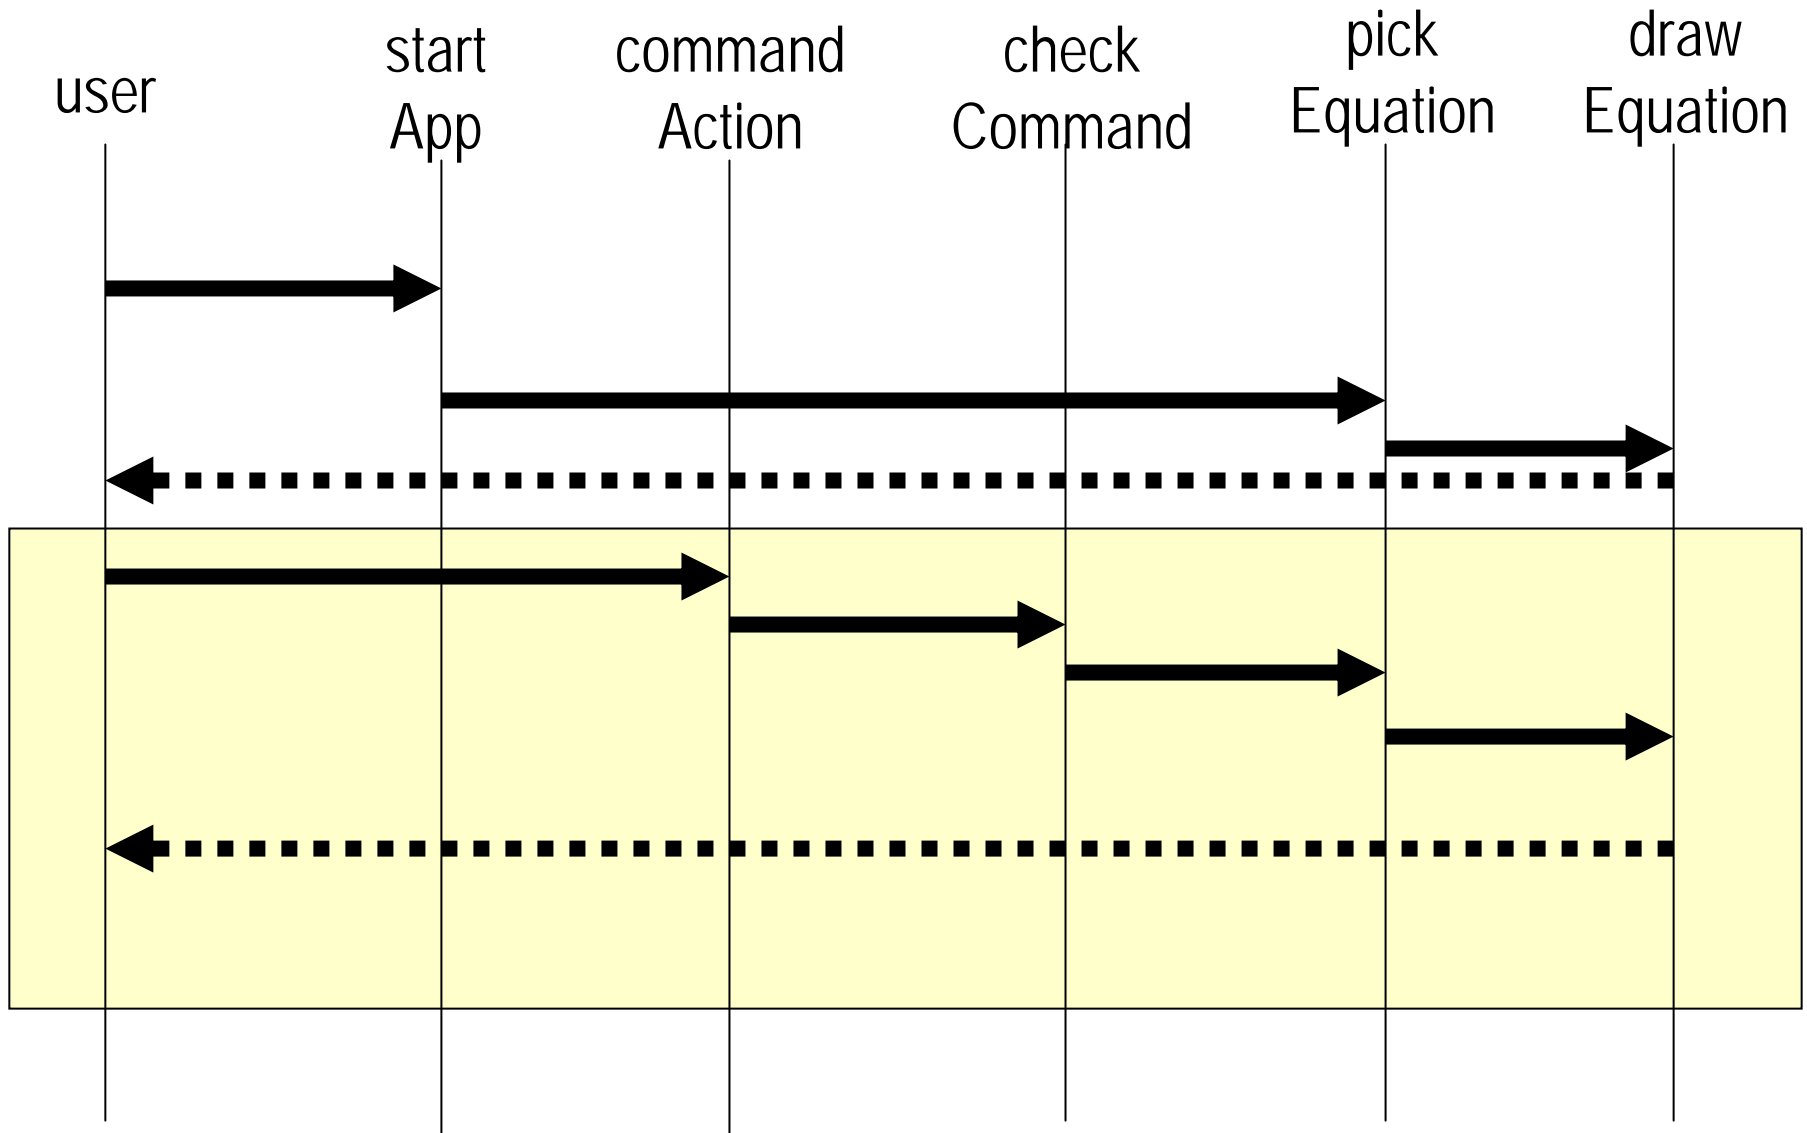 user
start
App
command
Action
check
Command
pick
Equation
draw
Equation